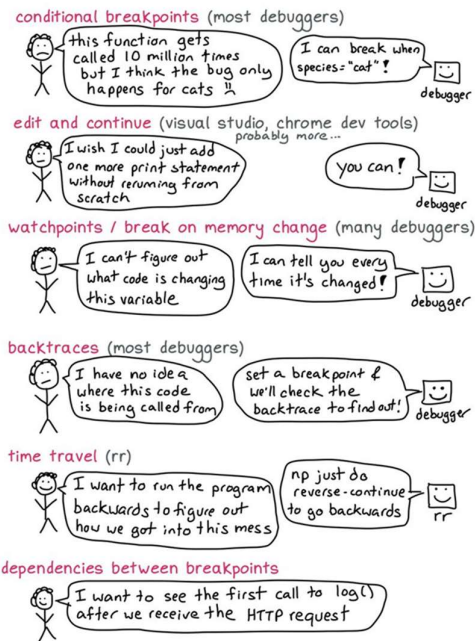 conditional breakpoints (most debuggers)
this function gets
called 10 million times
but I think the bug only
happens for cats
I can break when
species="cat"!
debugger
edit and continue (visual studio, chrome dev tools)
probably more...
I wish I could just add
one more print statement
without rerunning from
scratch
you can!
debugger
watchpoints / break on memory change (many debuggers)
I can't figure out
what code is changing
this variable
I can tell you every
time it's changed!
debugger
backtraces (most debuggers)
I have no idea
where this code
is being called from
set a breakpoint &
we'll check the
backtrace to find out!
debugger
time travel (rr)
I want to run the program
backwards to figure out
how we got into this mess
np just do
reverse-continue
to go backwards
rr
dependencies between breakpoints
I want to see the first call to log()
after we receive the HTTP request